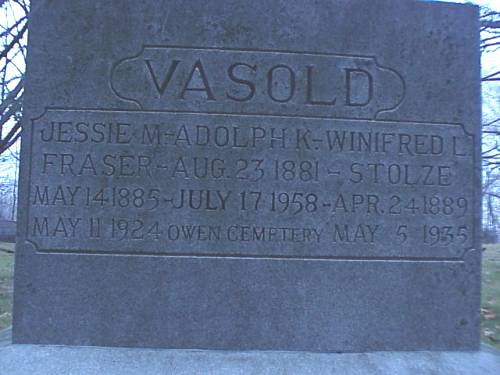 VASOLD
JESSIE M.-ADOLPH K.-WINIFRED L.
FRASER-AUG. 23 1881-STOLZE
MAY 14 1885-JULY 17 1958-APR. 24 1889
MAY 11 1924 OWEN CEMETERY MAY 5 1935